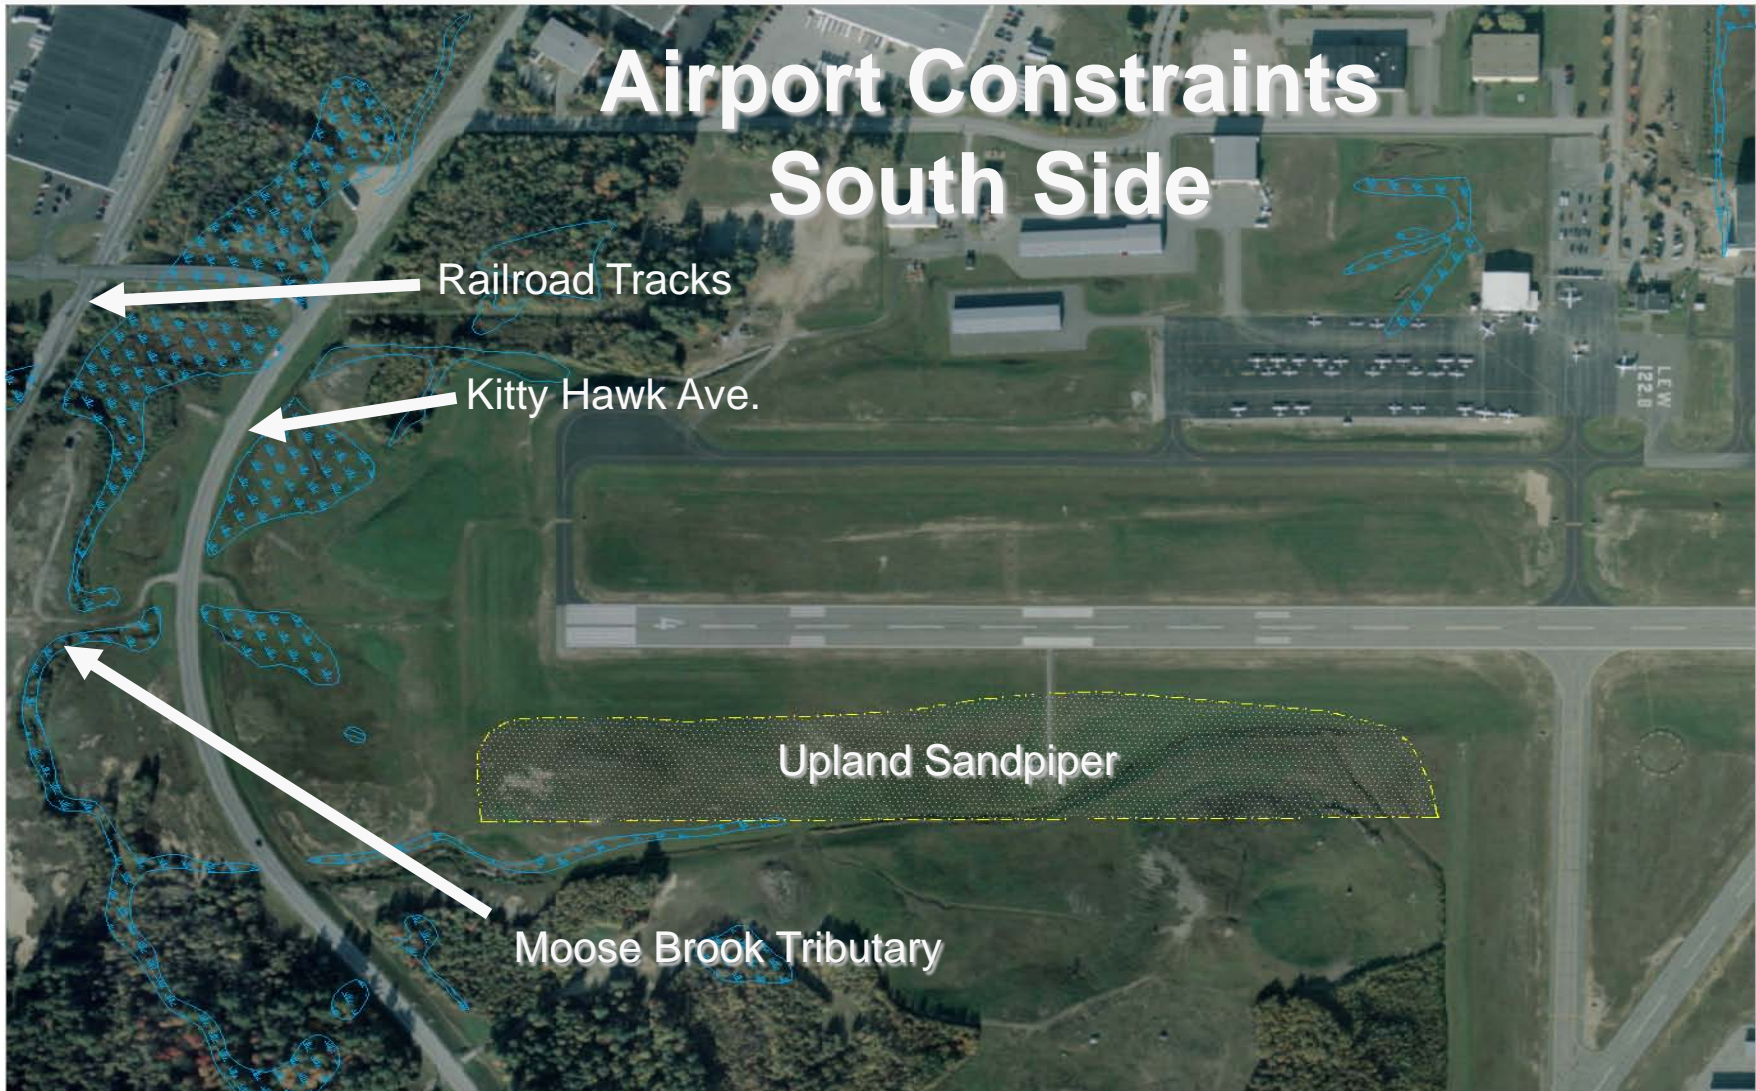 Airport Constraints
South Side
Railroad Tracks
Kitty Hawk Ave.
LEW
122.8
4
Upland Sandpiper
Moose Brook Tributary